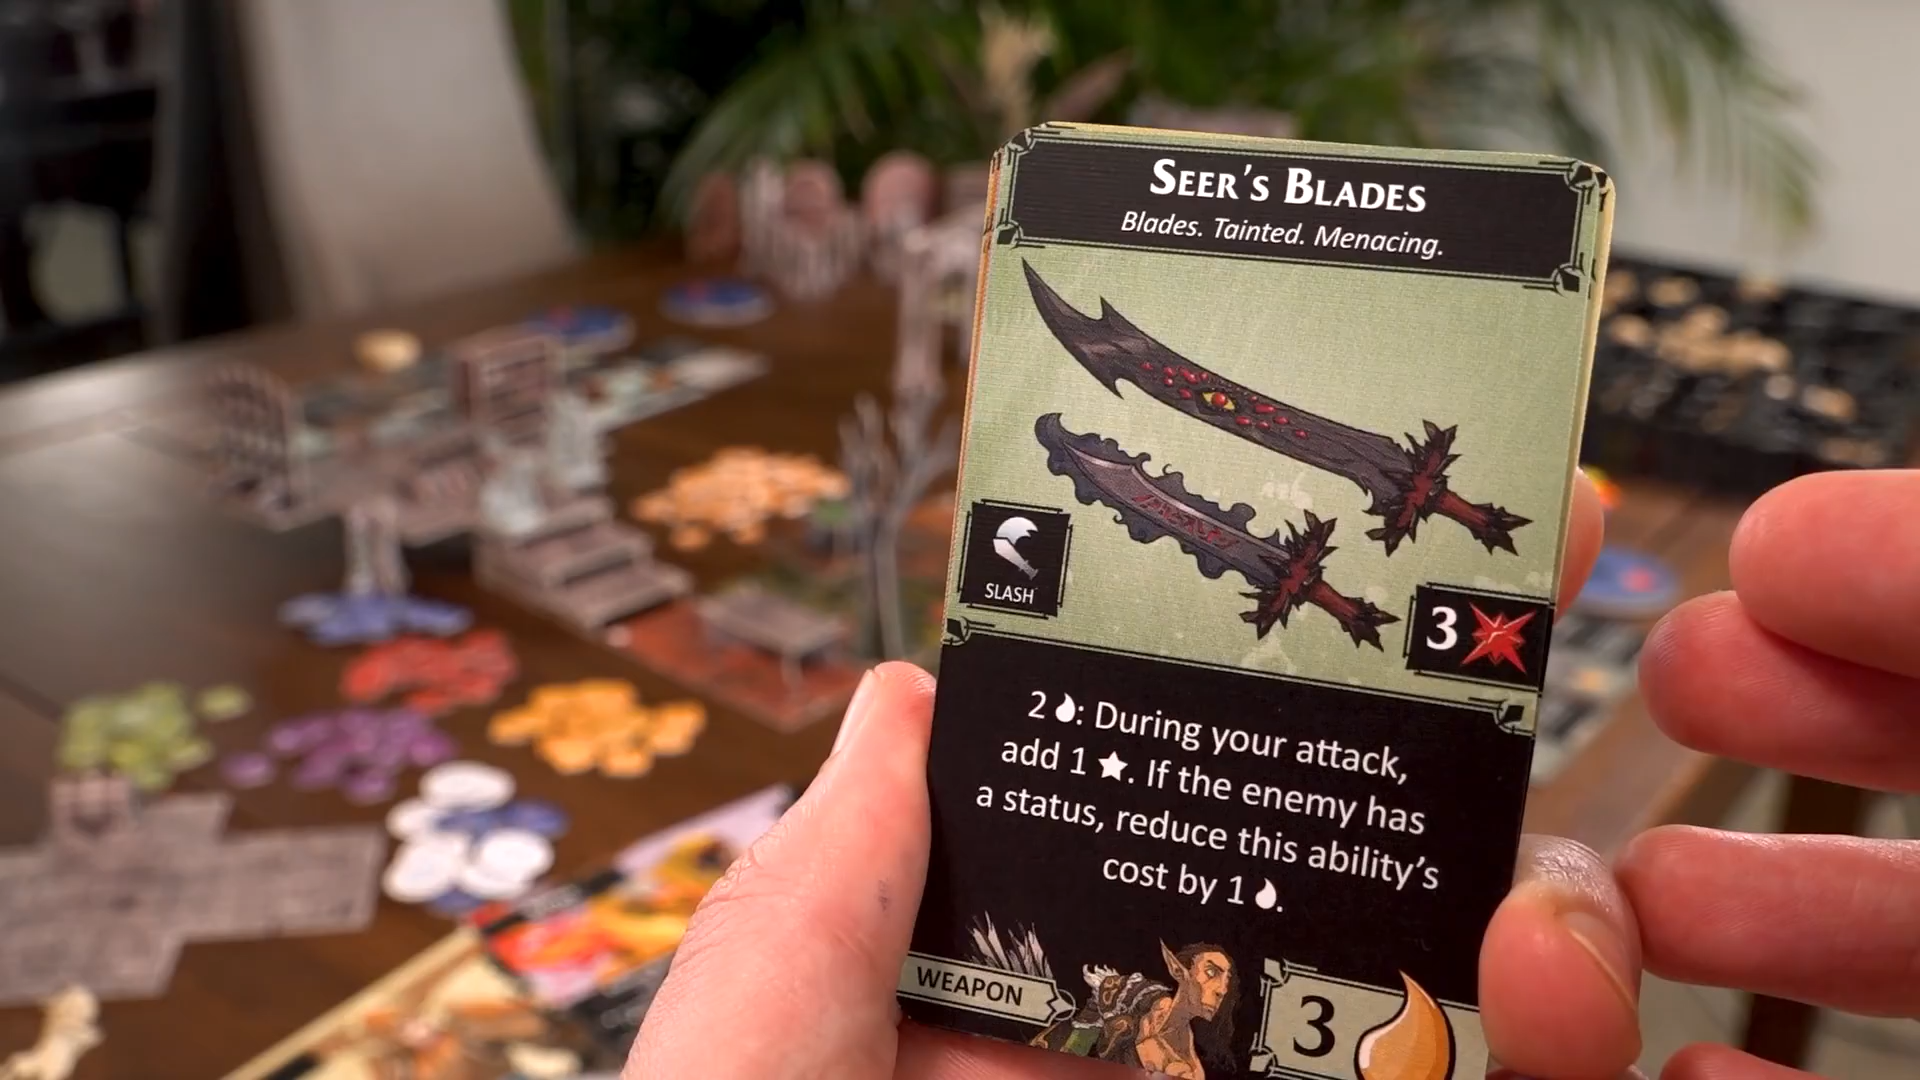 SEER'S BLADES
Blades. Tainted. Menacing.
SLASH
3
2 : During your attack,
add 1 ★. If the enemy has
a status, reduce this ability's
cost by 1 .
WEAPON
3